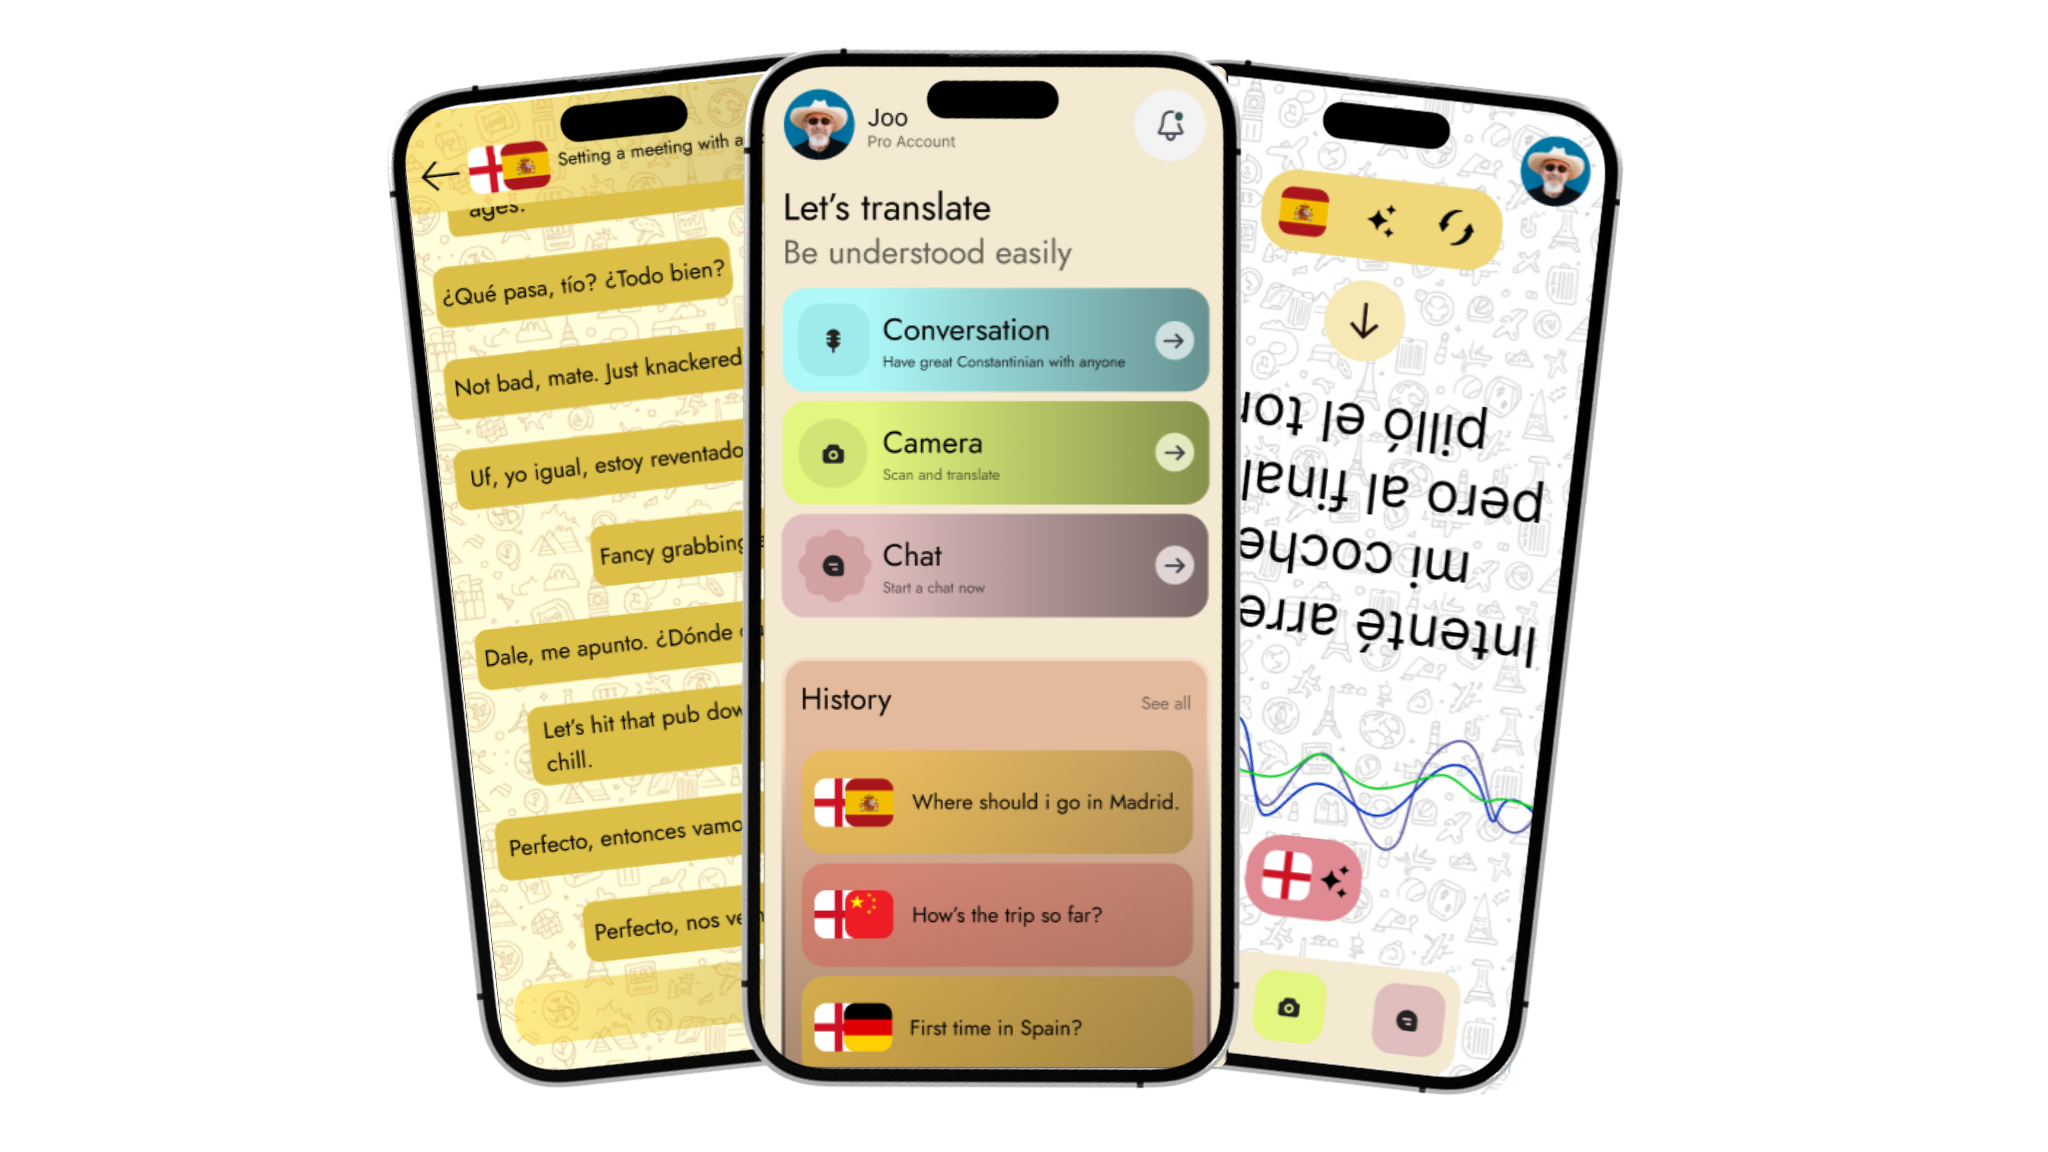 Setting a meeting with a
ages.
¿Qué pasa, tío? ¿Todo bien?
Not bad, mate. Just knackered
Uf, yo igual, estoy reventado
Fancy grabbing
Dale, me apunto. ¿Dónde
Let's hit that pub dow
chill.
Perfecto, entonces vamo
Perfecto, nos ve
Joo
Pro Account
Let's translate
Be understood easily
Conversation
Have great Constantinian with anyone
Camera
Scan and translate
Chat
Start a chat now
History
See all
Where should i go in Madrid.
How's the trip so far?
First time in Spain?
Intenté arre
mi coche
pero al final
pilló el tor